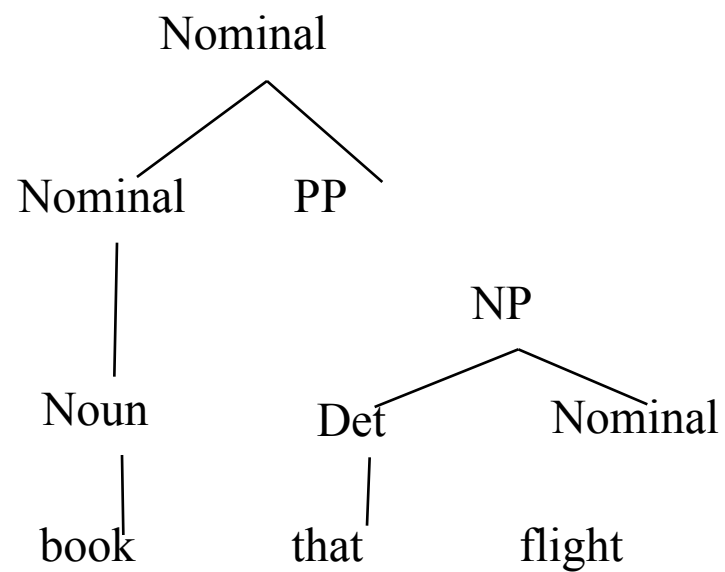 Nominal
Nominal PP
NP
Noun Det Nominal
book that flight